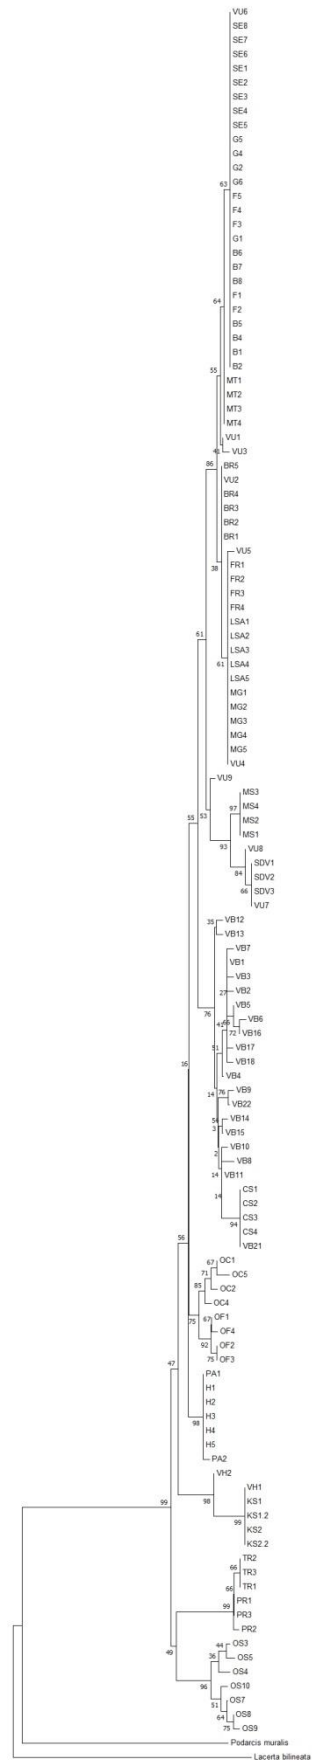 VU6
SE8
SE7
SE6
SE1
SE2
SE3
SE4
SE5
G5
G4
G2
63 G6
F5
F4
F3
G1
B6
B7
B8
F1
64 F2
B5
B4
B1
B2
55 MT1
MT2
MT3
MT4
VU1
41 VU3
86 BR5
VU2
BR4
BR3
BR2
BR1
VU5
38 FR1
FR2
FR3
FR4
LSA1
LSA2
61 LSA3
61 LSA4
LSA5
MG1
MG2
MG3
MG4
MG5
VU4
VU9
MS3
97 MS4
55 53 MS2
MS1
93 VU8
84 SDV1
SDV2
66 SDV3
VU7
35 VB12
VB13
VB7
VB1
VB3
27 VB2
76 VB5
VB6
72 VB16
VB17
51 VB18
16 VB4
14 76 VB9
VB22
VB14
3 VB15
2 VB10
VB8
14 VB11
14 CS1
CS2
CS3
94 CS4
56 VB21
67 OC1
71 OC5
85 OC2
OC4
75 67 OF1
OF4
92 OF2
75 OF3
47 PA1
H1
H2
H3
98 H4
H5
PA2
VH2
VH1
98 KS1
99 KS1.2
KS2
99 KS2.2
TR2
66 TR3
TR1
66 PR1
99 PR3
PR2
49 44 OS3
36 OS5
OS4
96 OS10
51 OS7
64 OS8
75 OS9
Podarcis muralis
Lacerta bilineata